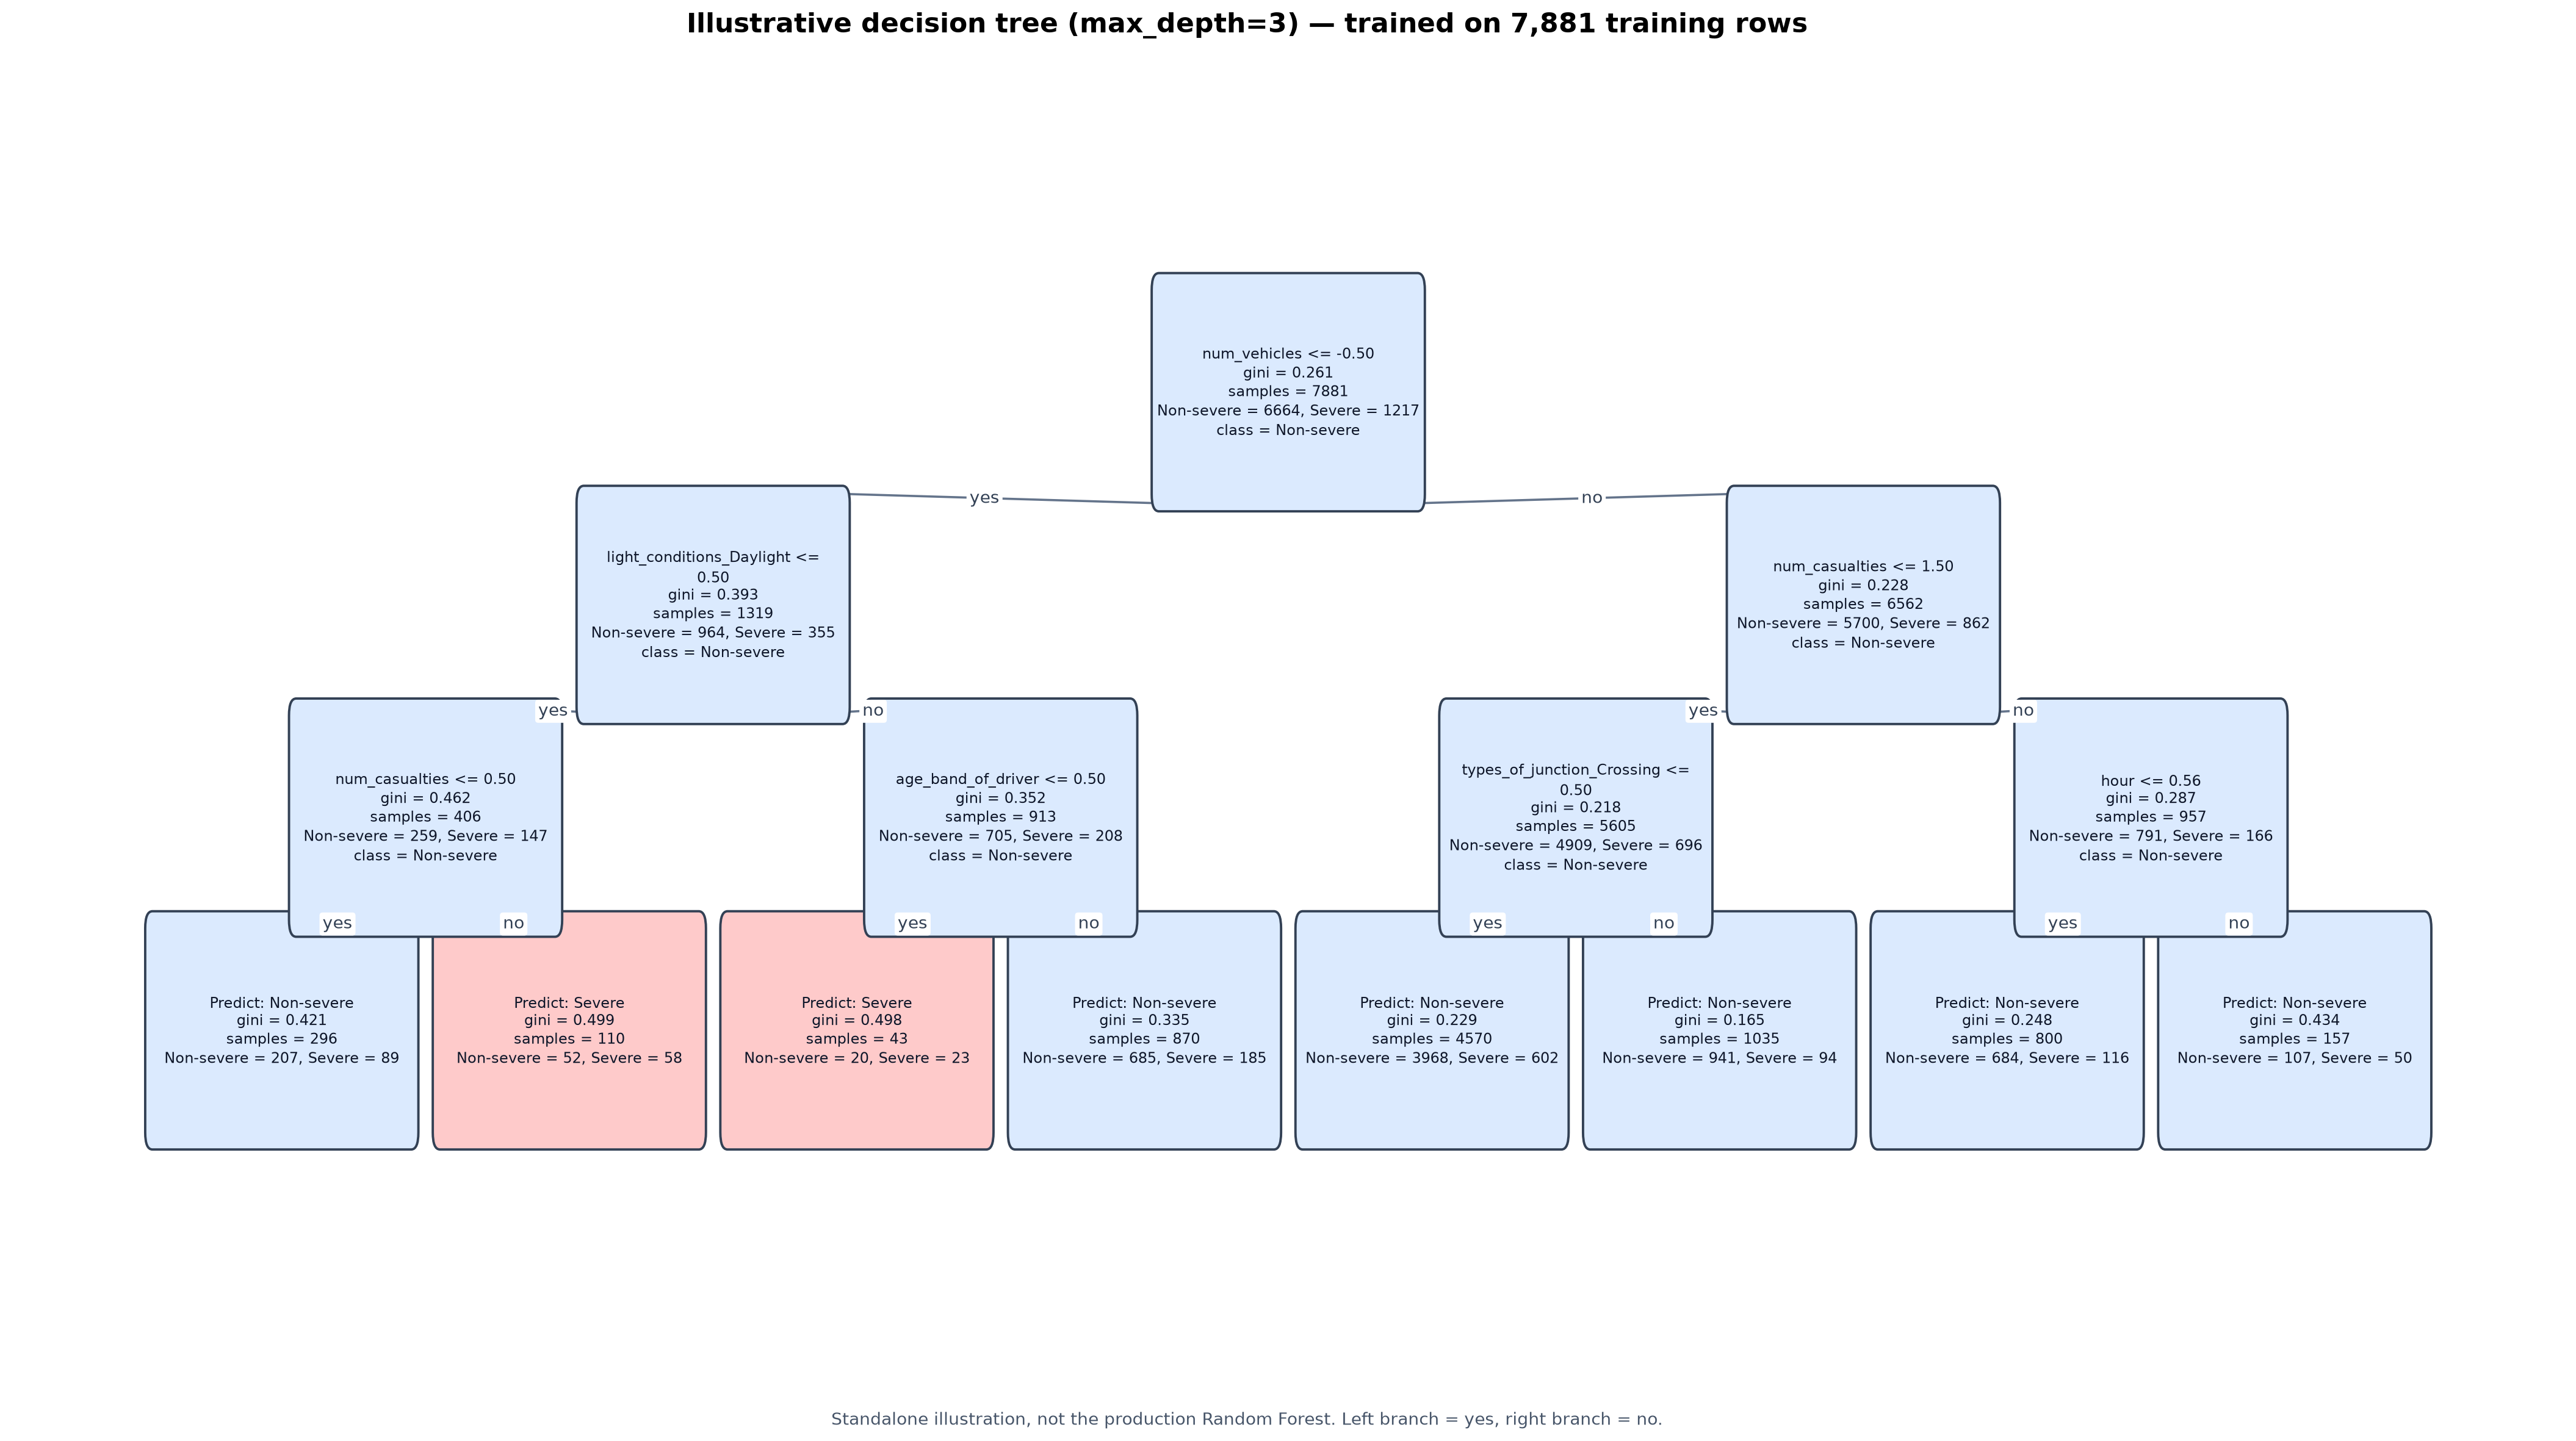 Illustrative decision tree (max_depth=3) — trained on 7,881 training rows
num_vehicles <= -0.50
gini = 0.261
samples = 7881
Non-severe = 6664, Severe = 1217
class = Non-severe
yes
no
light_conditions_Daylight <=
0.50
gini = 0.393
samples = 1319
Non-severe = 964, Severe = 355
class = Non-severe
num_casualties <= 1.50
gini = 0.228
samples = 6562
Non-severe = 5700, Severe = 862
class = Non-severe
yes
no
yes
no
num_casualties <= 0.50
gini = 0.462
samples = 406
Non-severe = 259, Severe = 147
class = Non-severe
age_band_of_driver <= 0.50
gini = 0.352
samples = 913
Non-severe = 705, Severe = 208
class = Non-severe
types_of_junction_Crossing <=
0.50
gini = 0.218
samples = 5605
Non-severe = 4909, Severe = 696
class = Non-severe
hour <= 0.56
gini = 0.287
samples = 957
Non-severe = 791, Severe = 166
class = Non-severe
yes
no
yes
no
yes
no
yes
no
Predict: Non-severe
gini = 0.421
samples = 296
Non-severe = 207, Severe = 89
Predict: Severe
gini = 0.499
samples = 110
Non-severe = 52, Severe = 58
Predict: Severe
gini = 0.498
samples = 43
Non-severe = 20, Severe = 23
Predict: Non-severe
gini = 0.335
samples = 870
Non-severe = 685, Severe = 185
Predict: Non-severe
gini = 0.229
samples = 4570
Non-severe = 3968, Severe = 602
Predict: Non-severe
gini = 0.165
samples = 1035
Non-severe = 941, Severe = 94
Predict: Non-severe
gini = 0.248
samples = 800
Non-severe = 684, Severe = 116
Predict: Non-severe
gini = 0.434
samples = 157
Non-severe = 107, Severe = 50
Standalone illustration, not the production Random Forest. Left branch = yes, right branch = no.